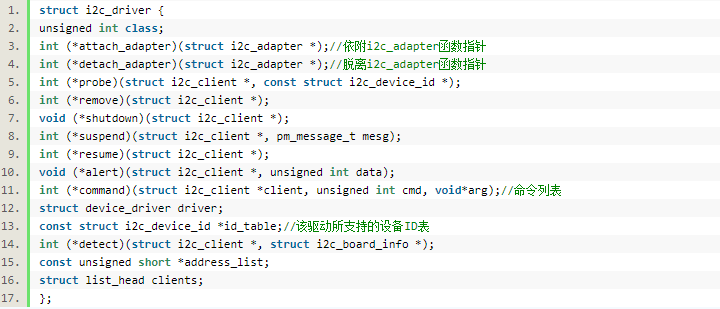 1. struct i2c_driver {
2. unsigned int class;
3. int (*attach_adapter)(struct i2c_adapter *);//依附i2c_adapter函数指针
4. int (*detach_adapter)(struct i2c_adapter *);//脱离i2c_adapter函数指针
5. int (*probe)(struct i2c_client *, const struct i2c_device_id *);
6. int (*remove)(struct i2c_client *);
7. void (*shutdown)(struct i2c_client *);
8. int (*suspend)(struct i2c_client *, pm_message_t mesg);
9. int (*resume)(struct i2c_client *);
10. void (*alert)(struct i2c_client *, unsigned int data);
11. int (*command)(struct i2c_client *client, unsigned int cmd, void*arg);//命令列表
12. struct device_driver driver;
13. const struct i2c_device_id *id_table;//该驱动所支持的设备ID表
14. int (*detect)(struct i2c_client *, struct i2c_board_info *);
15. const unsigned short *address_list;
16. struct list_head clients;
17. };